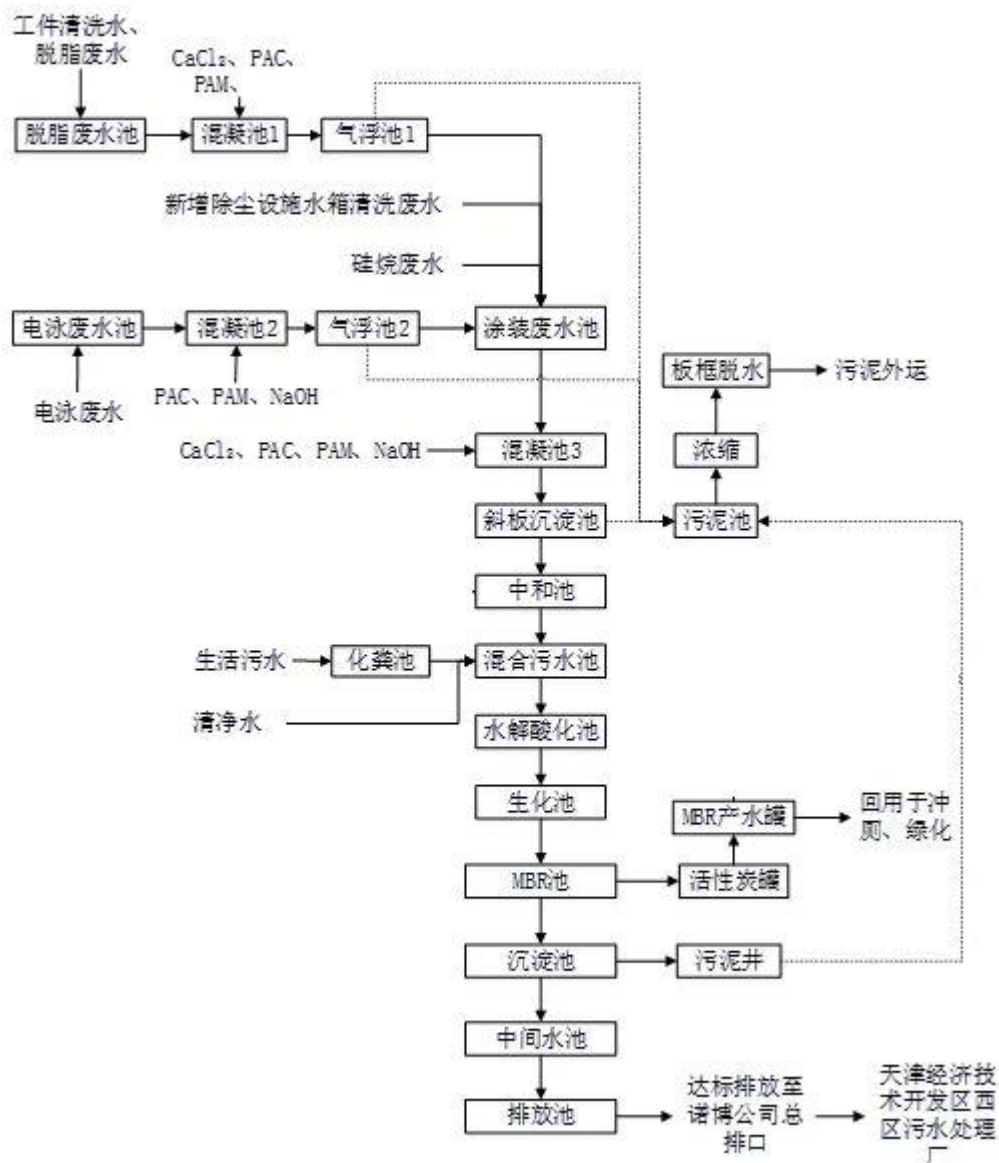 工件清洗水、
脱脂废水
CaCl₂、PAC、
PAM、
脱脂废水池
混凝池1
气浮池1
新增除尘设施水箱清洗废水
硅烷废水
电泳废水池
混凝池2
气浮池2
涂装废水池
电泳废水
PAC、PAM、NaOH
板框脱水
污泥外运
CaCl₂、PAC、PAM、NaOH
混凝池3
浓缩
斜板沉淀池
污泥池
中和池
生活污水
化粪池
混合污水池
清净水
水解酸化池
生化池
MBR产水罐
回用于冲
厕、绿化
MBR池
活性炭罐
沉淀池
污泥井
中间水池
排放池
达标排放至
诺博公司总
排口
天津经济技
术开发区西
区污水处理
厂